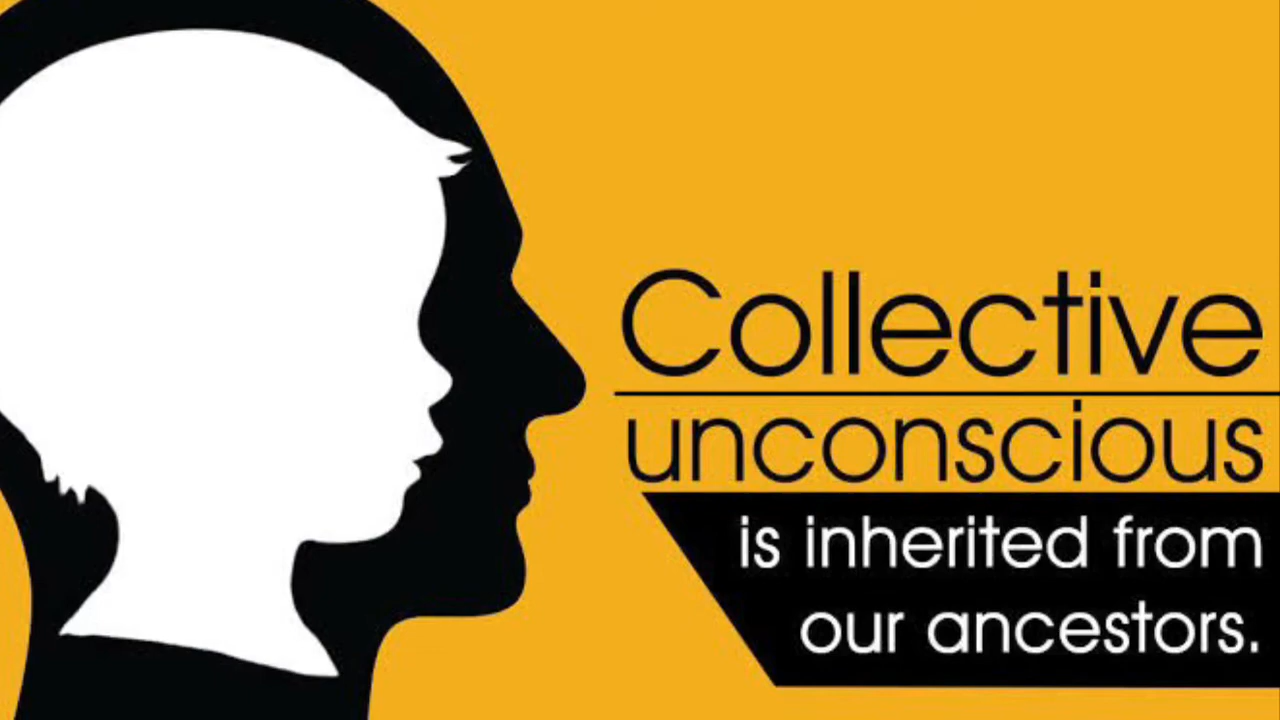 Collective
unconscious
is inherited from
our ancestors.